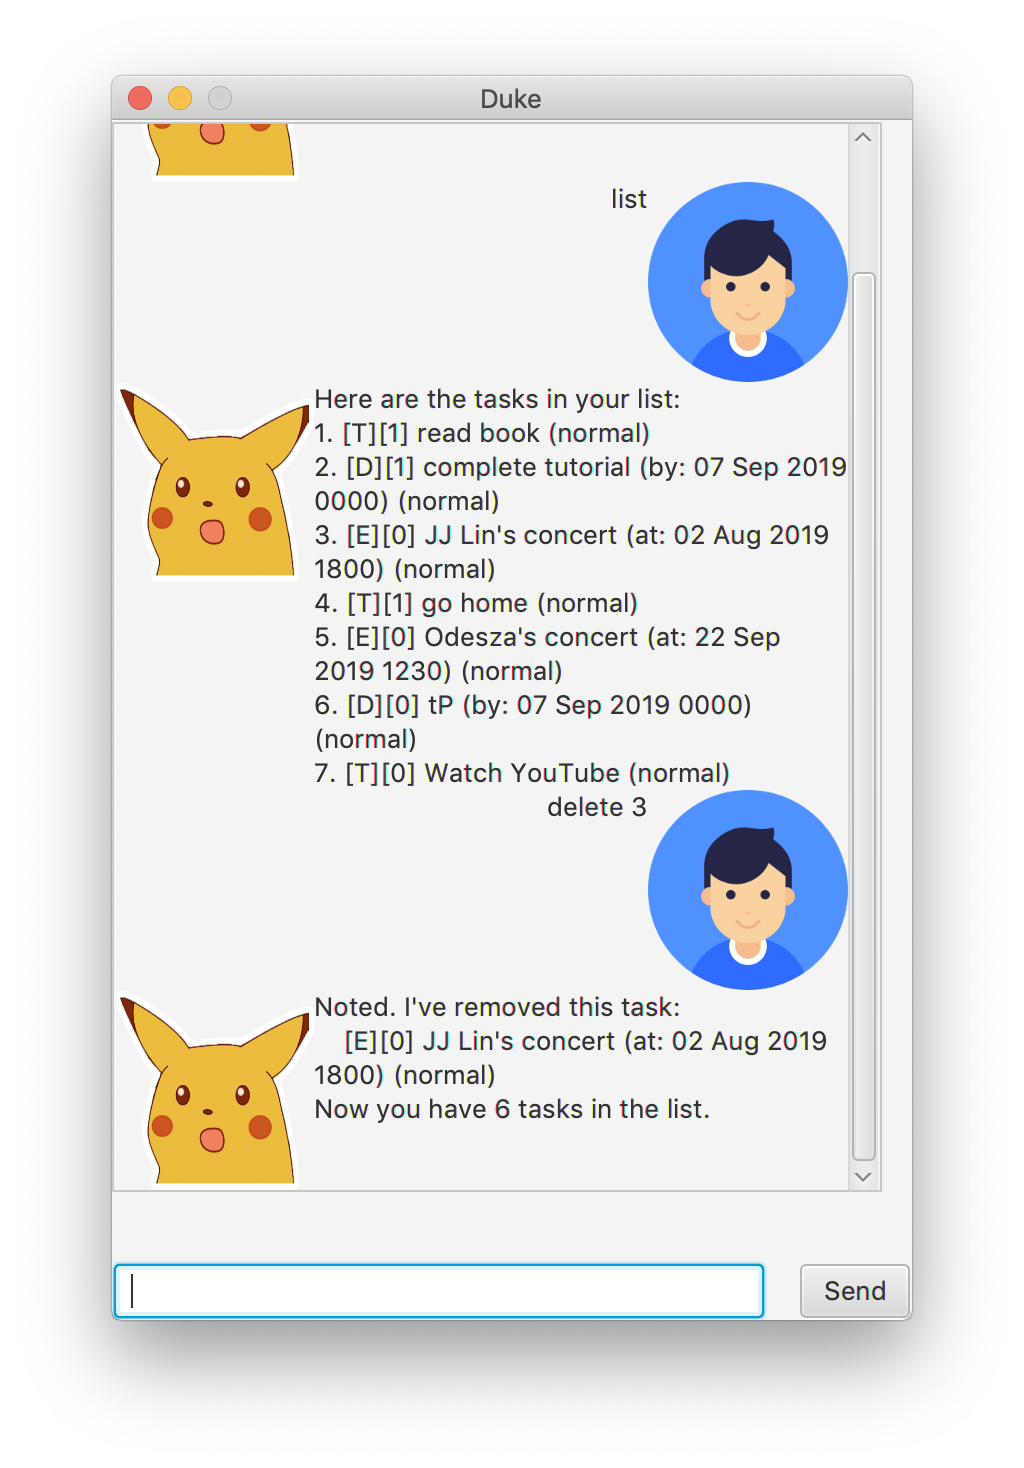 Duke
list
Here are the tasks in your list:
1. [T][1] read book (normal)
2. [D][1] complete tutorial (by: 07 Sep 2019
0000) (normal)
3. [E][0] JJ Lin's concert (at: 02 Aug 2019
1800) (normal)
4. [T][1] go home (normal)
5. [E][0] Odesza's concert (at: 22 Sep
2019 1230) (normal)
6. [D][0] tP (by: 07 Sep 2019 0000)
(normal)
7. [T][0] Watch YouTube (normal)
delete 3
Noted. I've removed this task:
[E][0] JJ Lin's concert (at: 02 Aug 2019
1800) (normal)
Now you have 6 tasks in the list.
Send